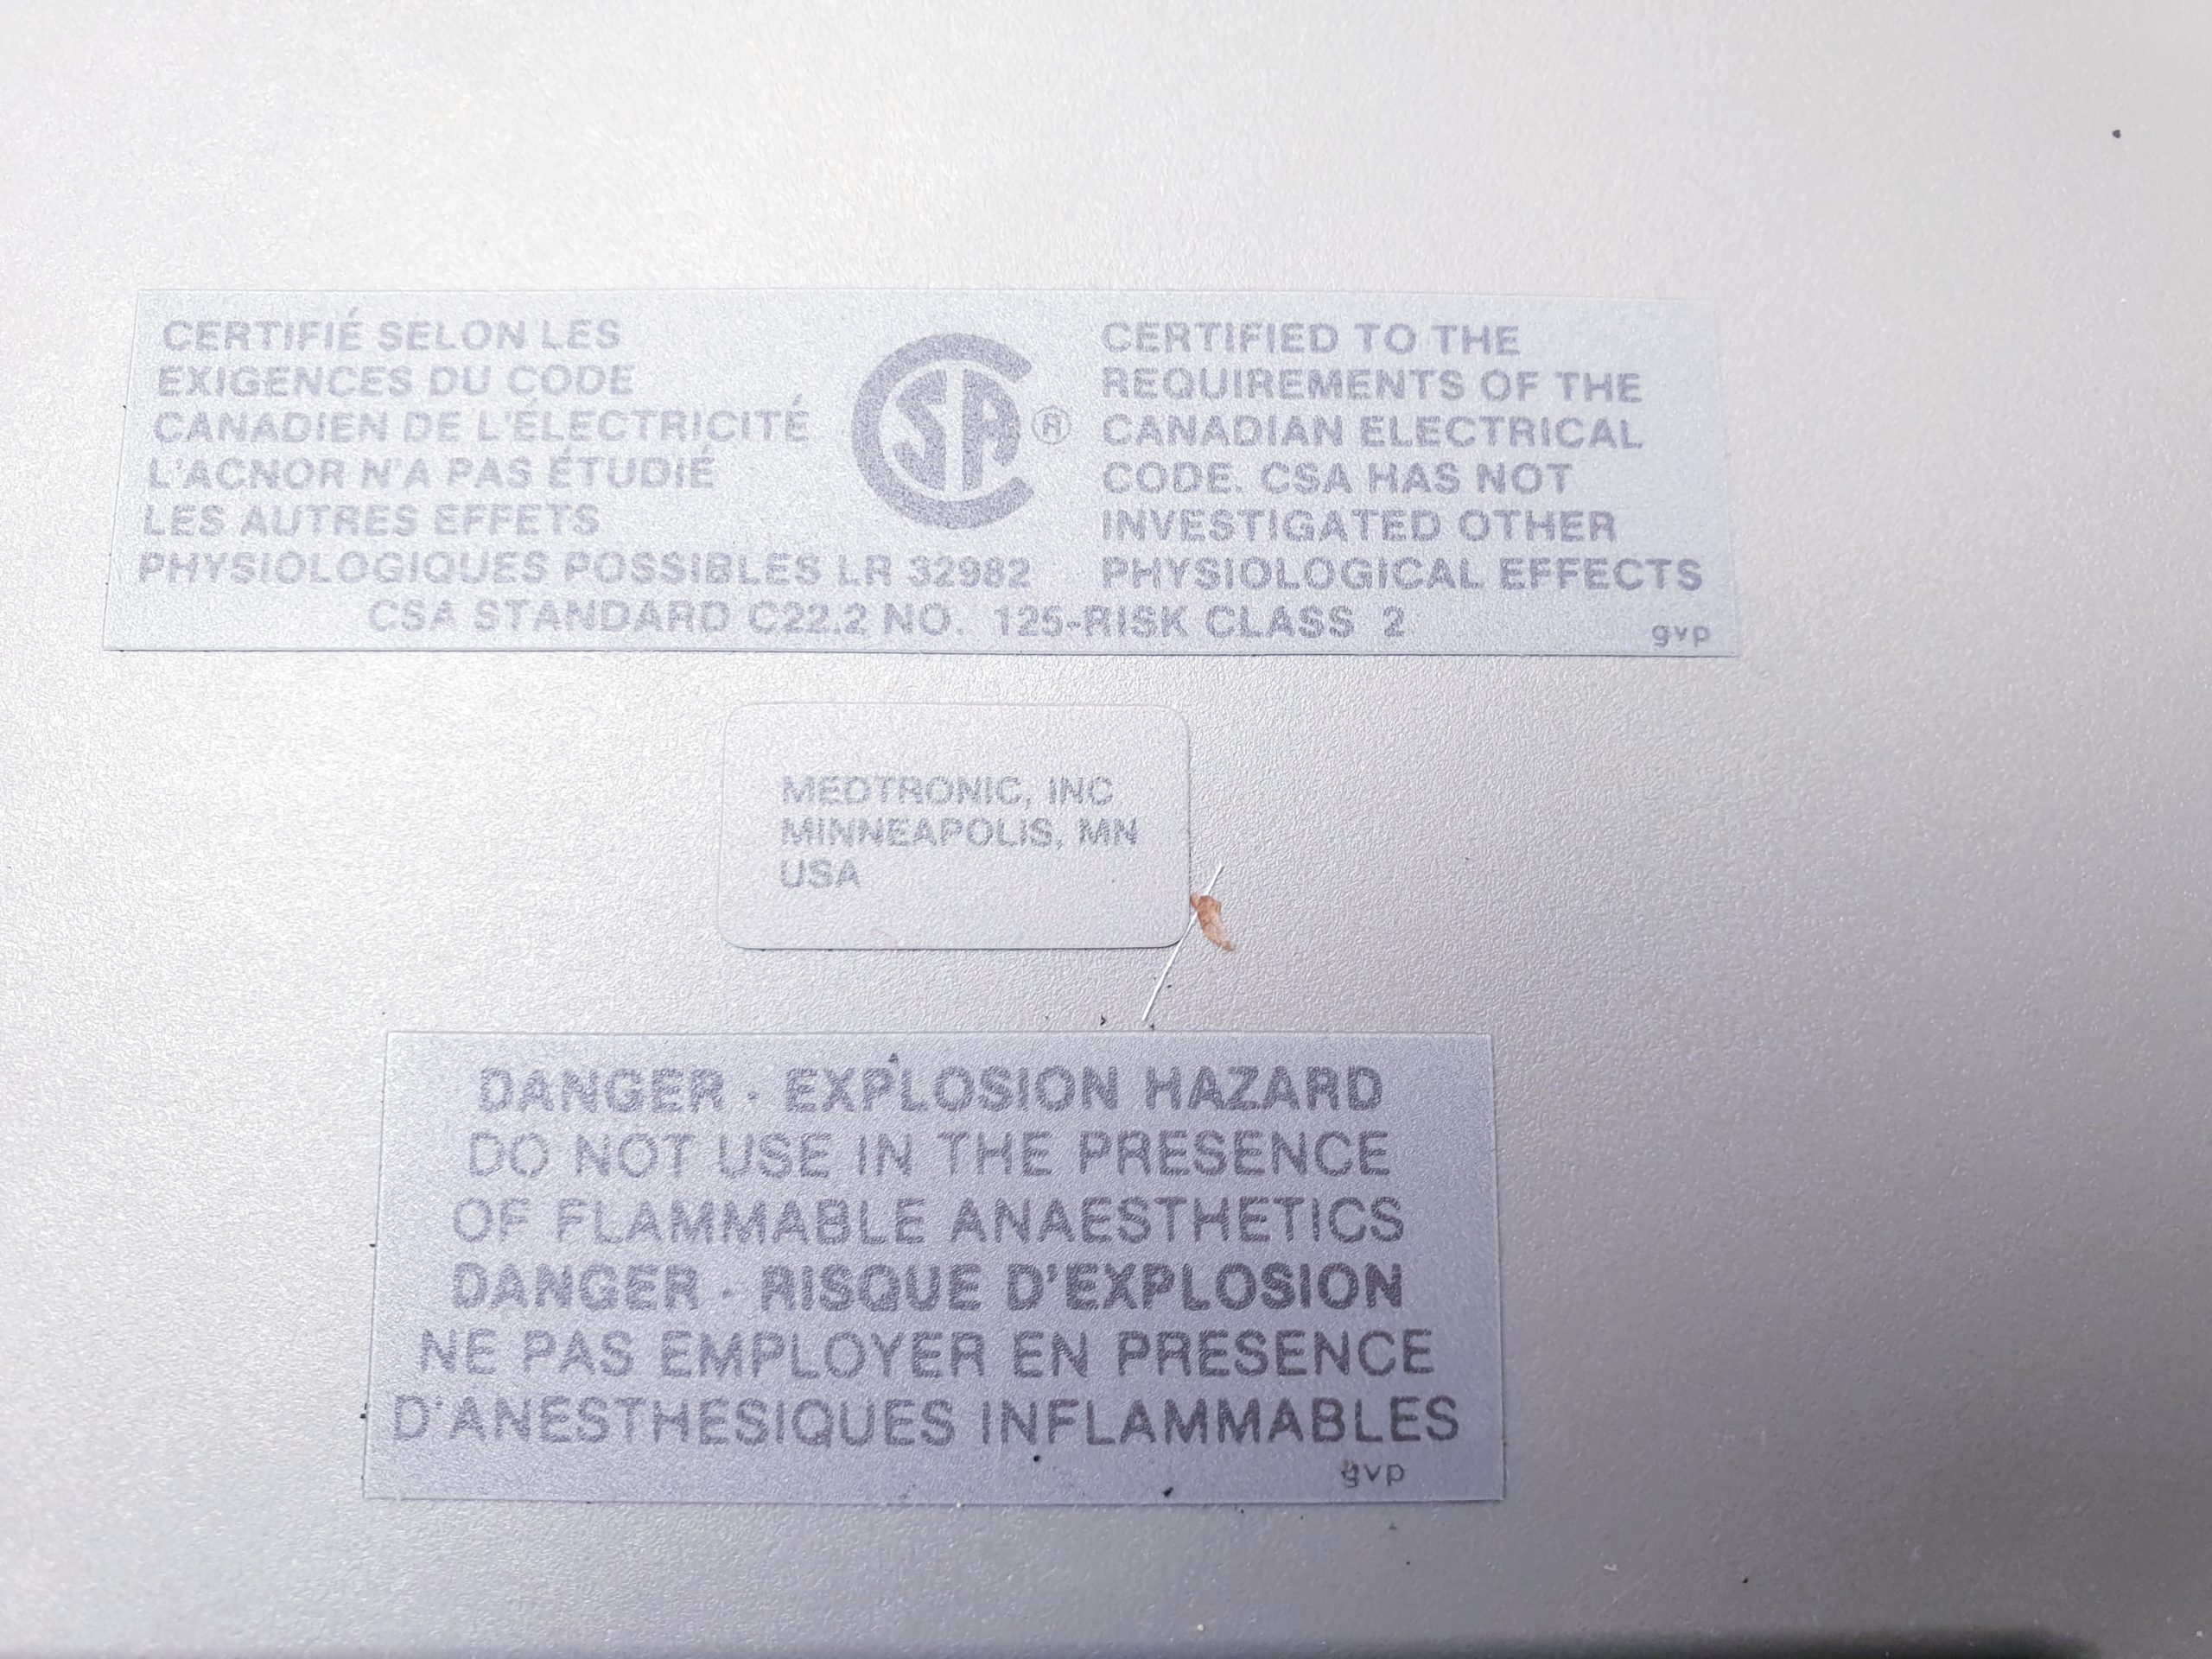 CERTIFIÉ SELON LES
EXIGENCES DU CODE
CANADIEN DE L'ÉLECTRICITÉ
L'ACNOR N'A PAS ÉTUDIÉ
LES AUTRES EFFETS
PHYSIOLOGIQUES POSSIBLES LR 32982
CSA ®
CERTIFIED TO THE
REQUIREMENTS OF THE
CANADIAN ELECTRICAL
CODE. CSA HAS NOT
INVESTIGATED OTHER
PHYSIOLOGICAL EFFECTS
CSA STANDARD C22.2 NO. 125-RISK CLASS 2
gvp
MEDTRONIC, INC
MINNEAPOLIS, MN
USA
DANGER - EXPLOSION HAZARD
DO NOT USE IN THE PRESENCE
OF FLAMMABLE ANAESTHETICS
DANGER - RISQUE D'EXPLOSION
NE PAS EMPLOYER EN PRESENCE
D'ANESTHESIQUES INFLAMMABLES
gvp